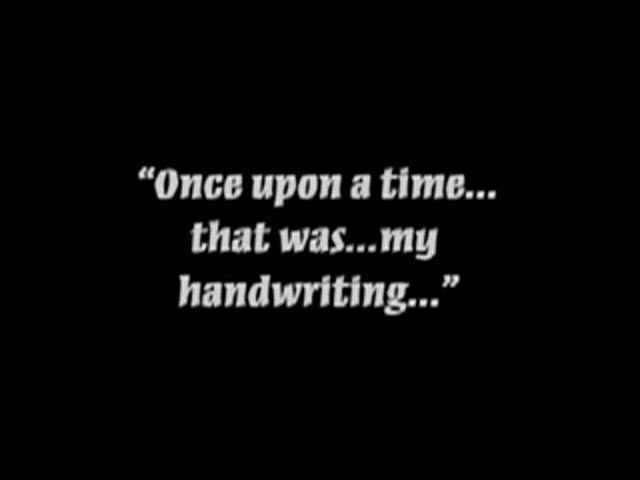 “Once upon a time...
that was...my
handwriting...”